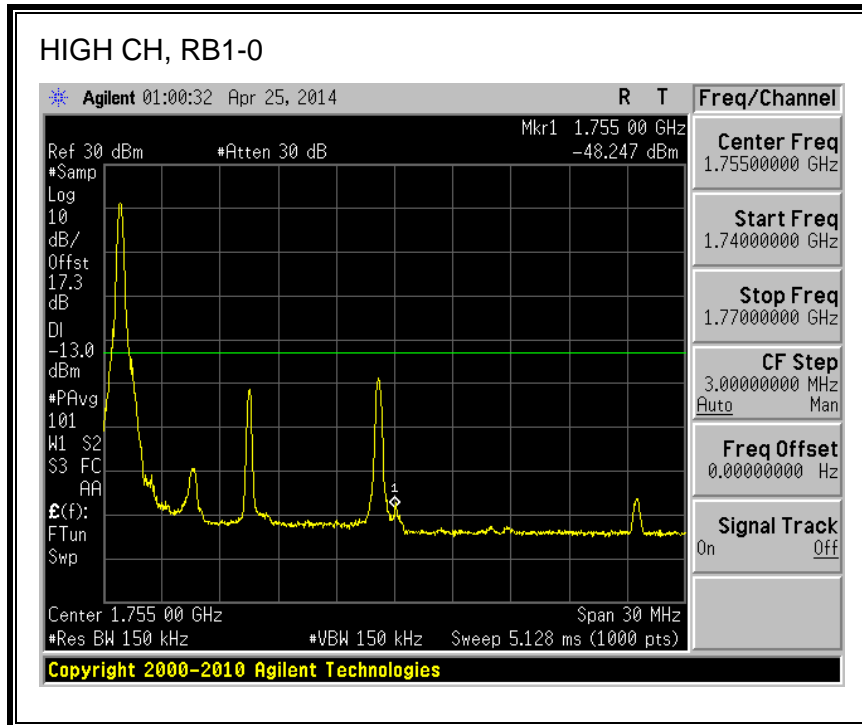 HIGH CH, RB1-0
Agilent 01:00:32 Apr 25, 2014 R T
Mkr1 1.755 00 GHz
Ref 30 dBm #Atten 30 dB -48.247 dBm
#Samp
Log
10
dB/
Offst
17.3
dB
DI
-13.0
dBm
#PAvg
101
W1 S2
S3 FC
AA
£(f):
FTun
Swp
1
Center 1.755 00 GHz Span 30 MHz
#Res BW 150 kHz #VBW 150 kHz Sweep 5.128 ms (1000 pts)
Copyright 2000-2010 Agilent Technologies
Freq/Channel
Center Freq
1.75500000 GHz
Start Freq
1.74000000 GHz
Stop Freq
1.77000000 GHz
CF Step
3.00000000 MHz
Auto Man
Freq Offset
0.00000000 Hz
Signal Track
On Off